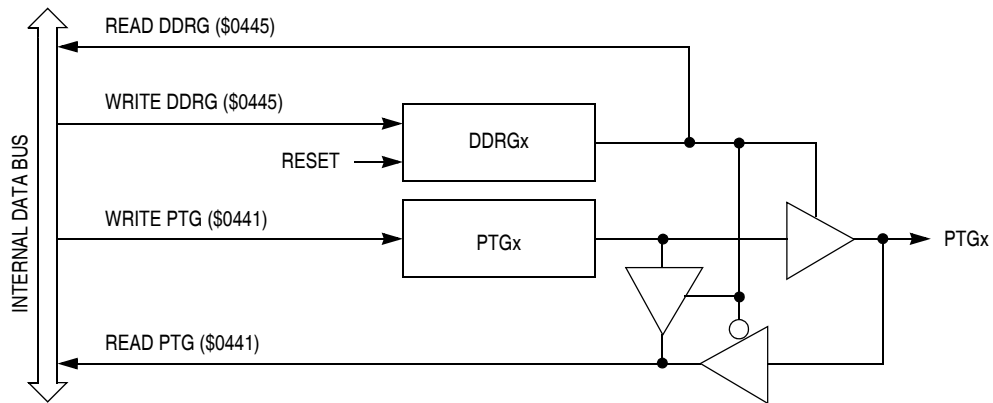 READ DDRG ($0445)
WRITE DDRG ($0445)
DDRGx
RESET
WRITE PTG ($0441)
PTGx
PTGx
READ PTG ($0441)
INTERNAL DATA BUS